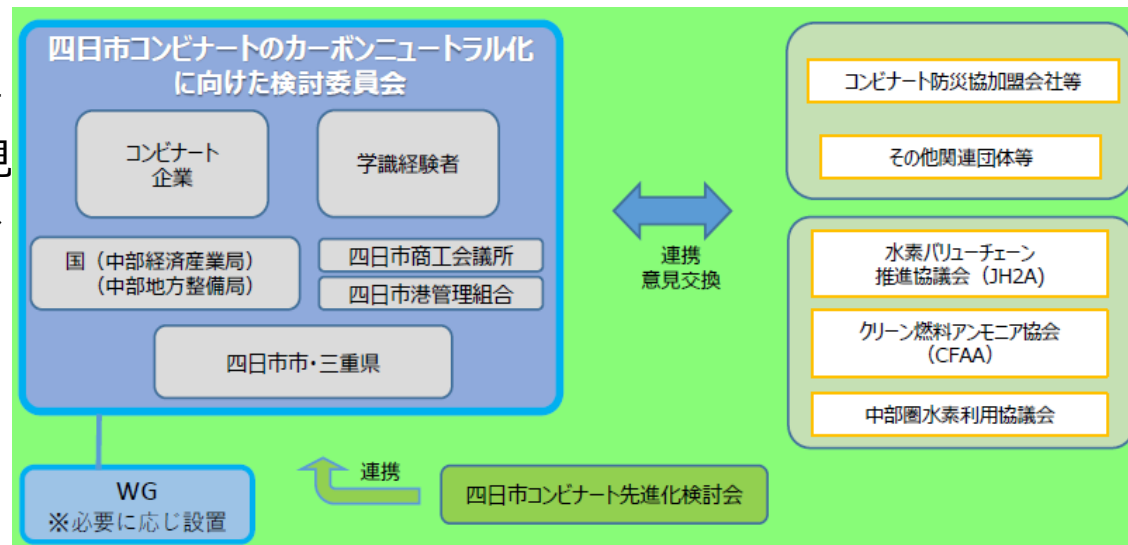 四日市コンビナートのカーボンニュートラル化
に向けた検討委員会
コンビナート
企業
学識経験者
国（中部経済産業局）
（中部地方整備局）
四日市商工会議所
四日市港管理組合
四日市市・三重県
WG
※必要に応じ設置
連携
四日市コンビナート先進化検討会
連携
意見交換
コンビナート防災協加盟会社等
その他関連団体等
水素バリューチェーン
推進協議会（JH2A)
クリーン燃料アンモニア協会
（CFAA）
中部圏水素利用協議会